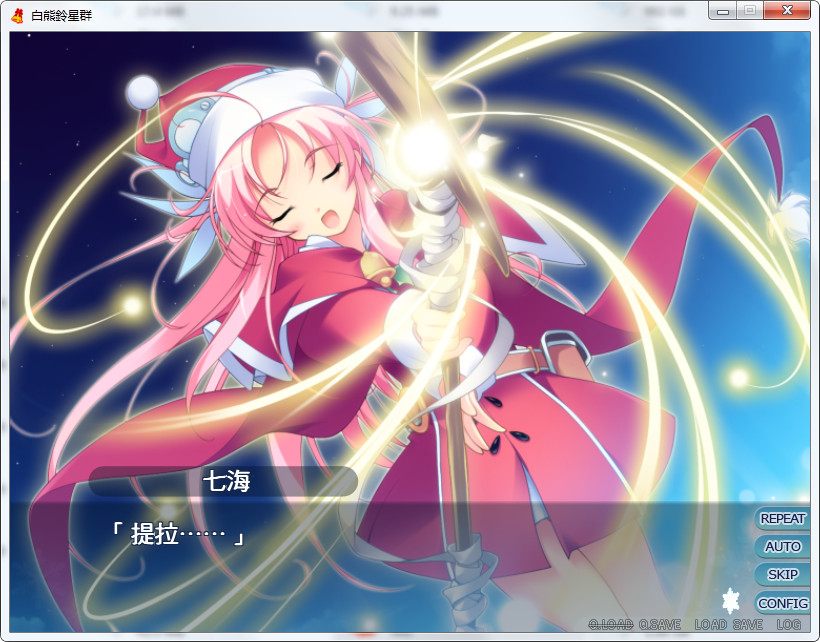 白熊鈴星群
七海
「 提拉…… 」
REPEAT
AUTO
SKIP
CONFIG
Q.LOAD Q.SAVE LOAD SAVE LOG